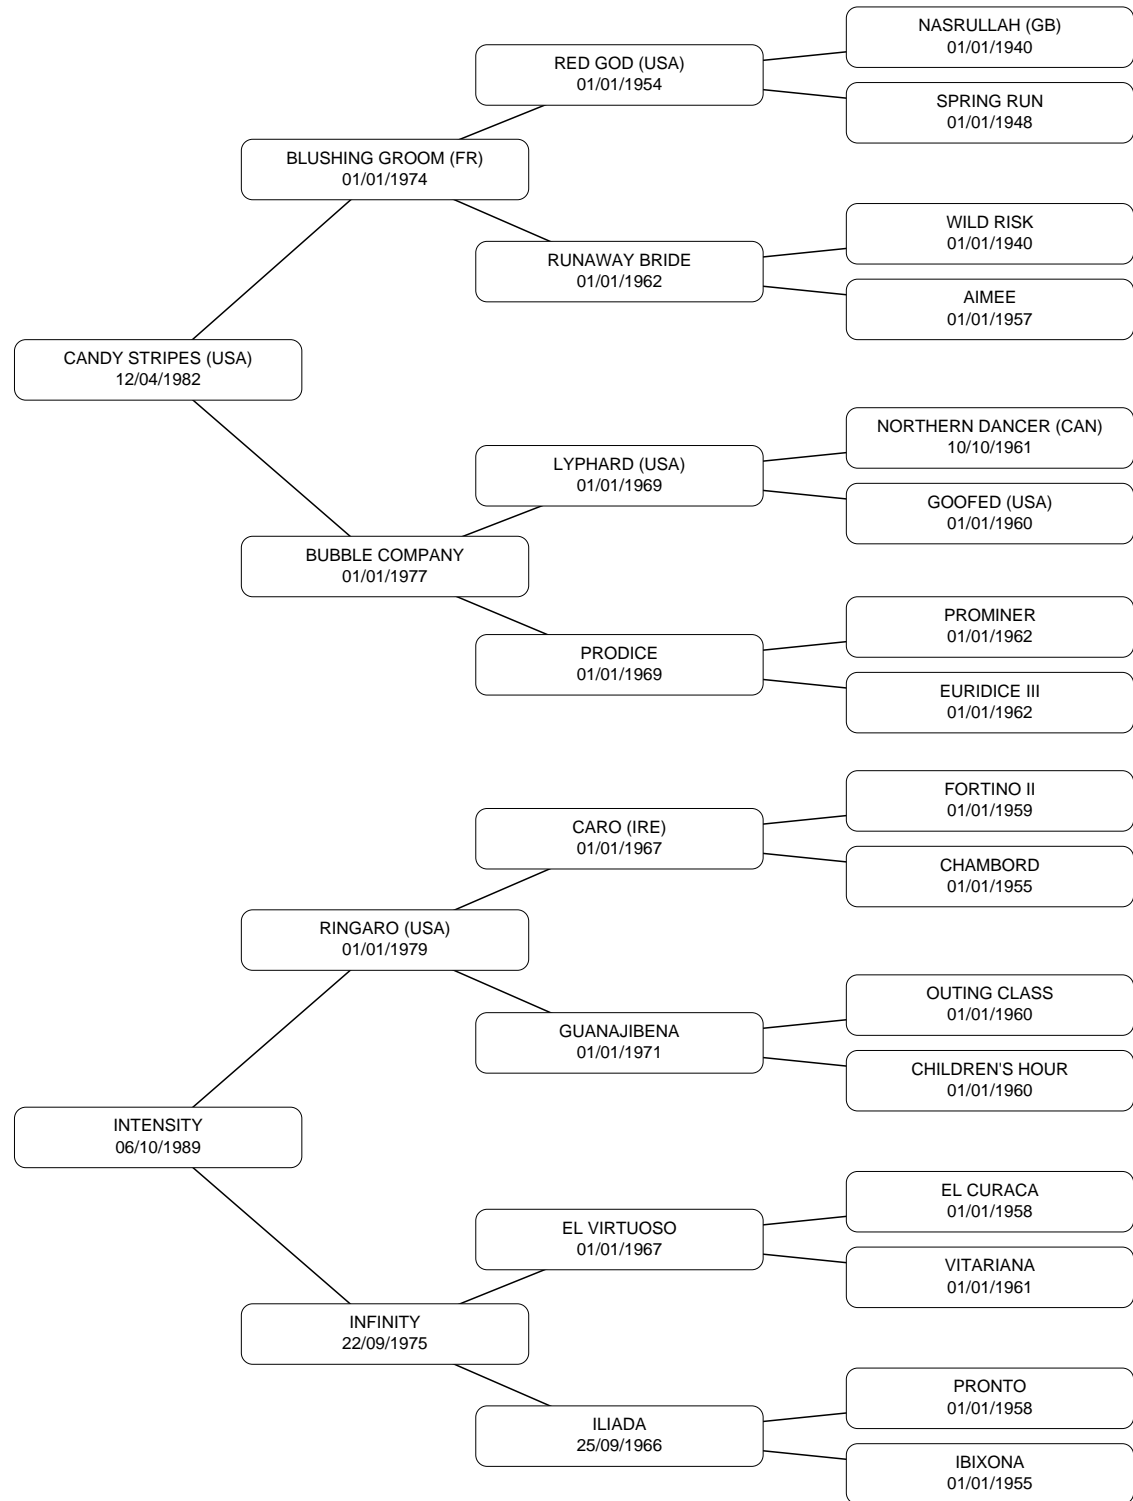 NASRULLAH (GB)
01/01/1940
RED GOD (USA)
01/01/1954
SPRING RUN
01/01/1948
BLUSHING GROOM (FR)
01/01/1974
WILD RISK
01/01/1940
RUNAWAY BRIDE
01/01/1962
AIMEE
01/01/1957
CANDY STRIPES (USA)
12/04/1982
NORTHERN DANCER (CAN)
10/10/1961
LYPHARD (USA)
01/01/1969
GOOFED (USA)
01/01/1960
BUBBLE COMPANY
01/01/1977
PROMINER
01/01/1962
PRODICE
01/01/1969
EURIDICE III
01/01/1962
FORTINO II
01/01/1959
CARO (IRE)
01/01/1967
CHAMBORD
01/01/1955
RINGARO (USA)
01/01/1979
OUTING CLASS
01/01/1960
GUANAJIBENA
01/01/1971
CHILDREN'S HOUR
01/01/1960
INTENSITY
06/10/1989
EL CURACA
01/01/1958
EL VIRTUOSO
01/01/1967
VITARIANA
01/01/1961
INFINITY
22/09/1975
PRONTO
01/01/1958
ILIADA
25/09/1966
IBIXONA
01/01/1955